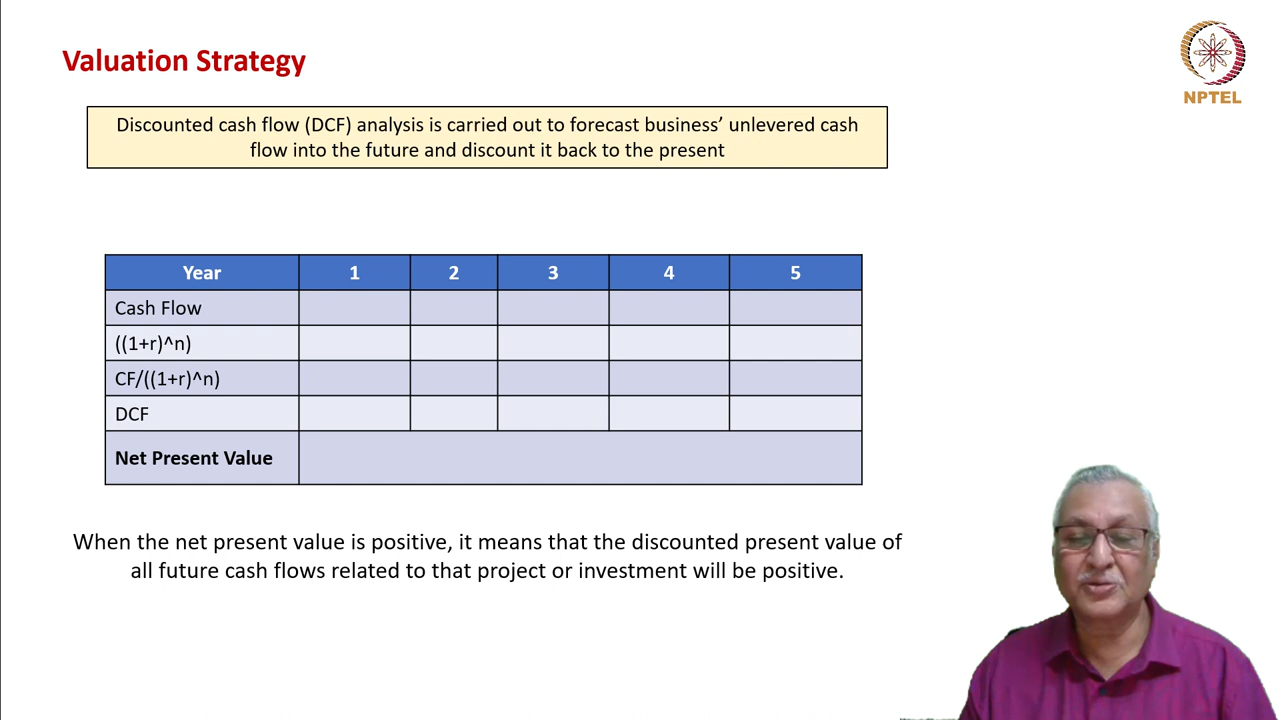 Valuation Strategy
NPTEL
Discounted cash flow (DCF) analysis is carried out to forecast business’ unlevered cash
flow into the future and discount it back to the present
Year 1 2 3 4 5
Cash Flow
((1+r)^n)
CF/((1+r)^n)
DCF
Net Present Value
When the net present value is positive, it means that the discounted present value of
all future cash flows related to that project or investment will be positive.